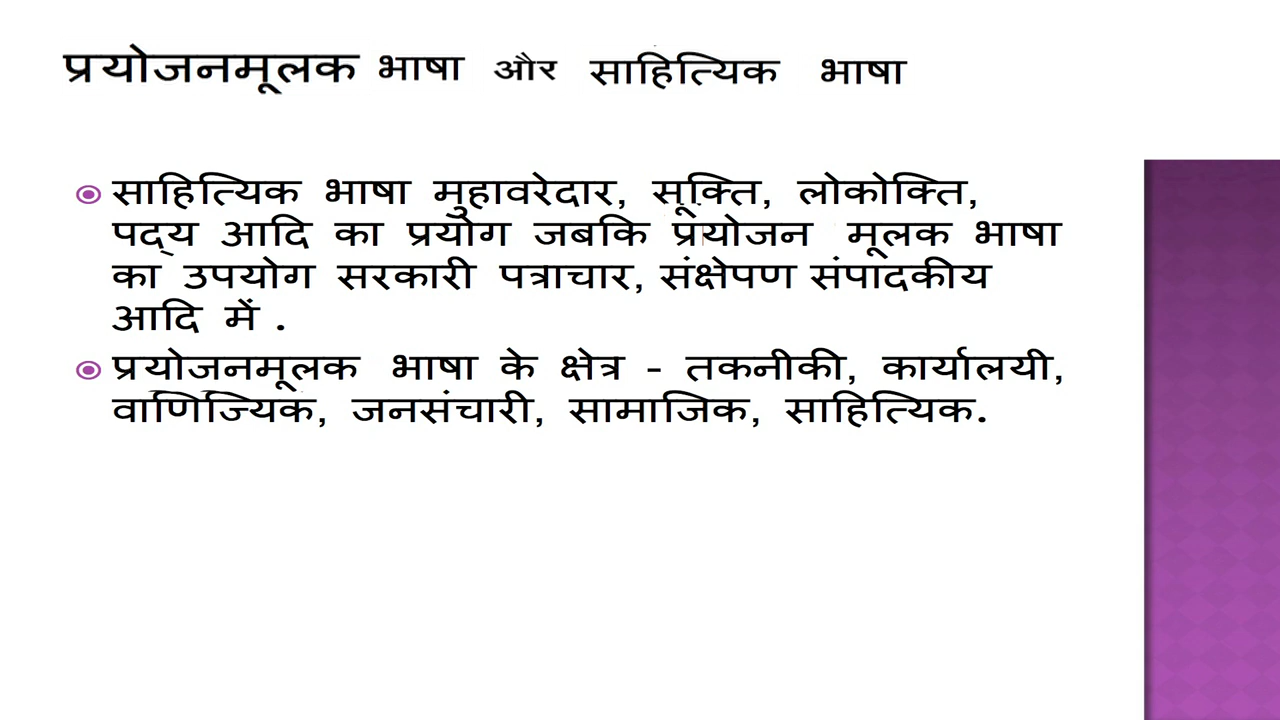 प्रयोजनमूलक भाषा और साहित्यिक भाषा
साहित्यिक भाषा मुहावरेदार, सूक्ति, लोकोक्ति,
पद्य आदि का प्रयोग जबकि प्रयोजन मूलक भाषा
का उपयोग सरकारी पत्राचार, संक्षेपण संपादकीय
आदि में .
प्रयोजनमूलक भाषा के क्षेत्र – तकनीकी, कार्यालयी,
वाणिज्यिक, जनसंचारी, सामाजिक, साहित्यिक.